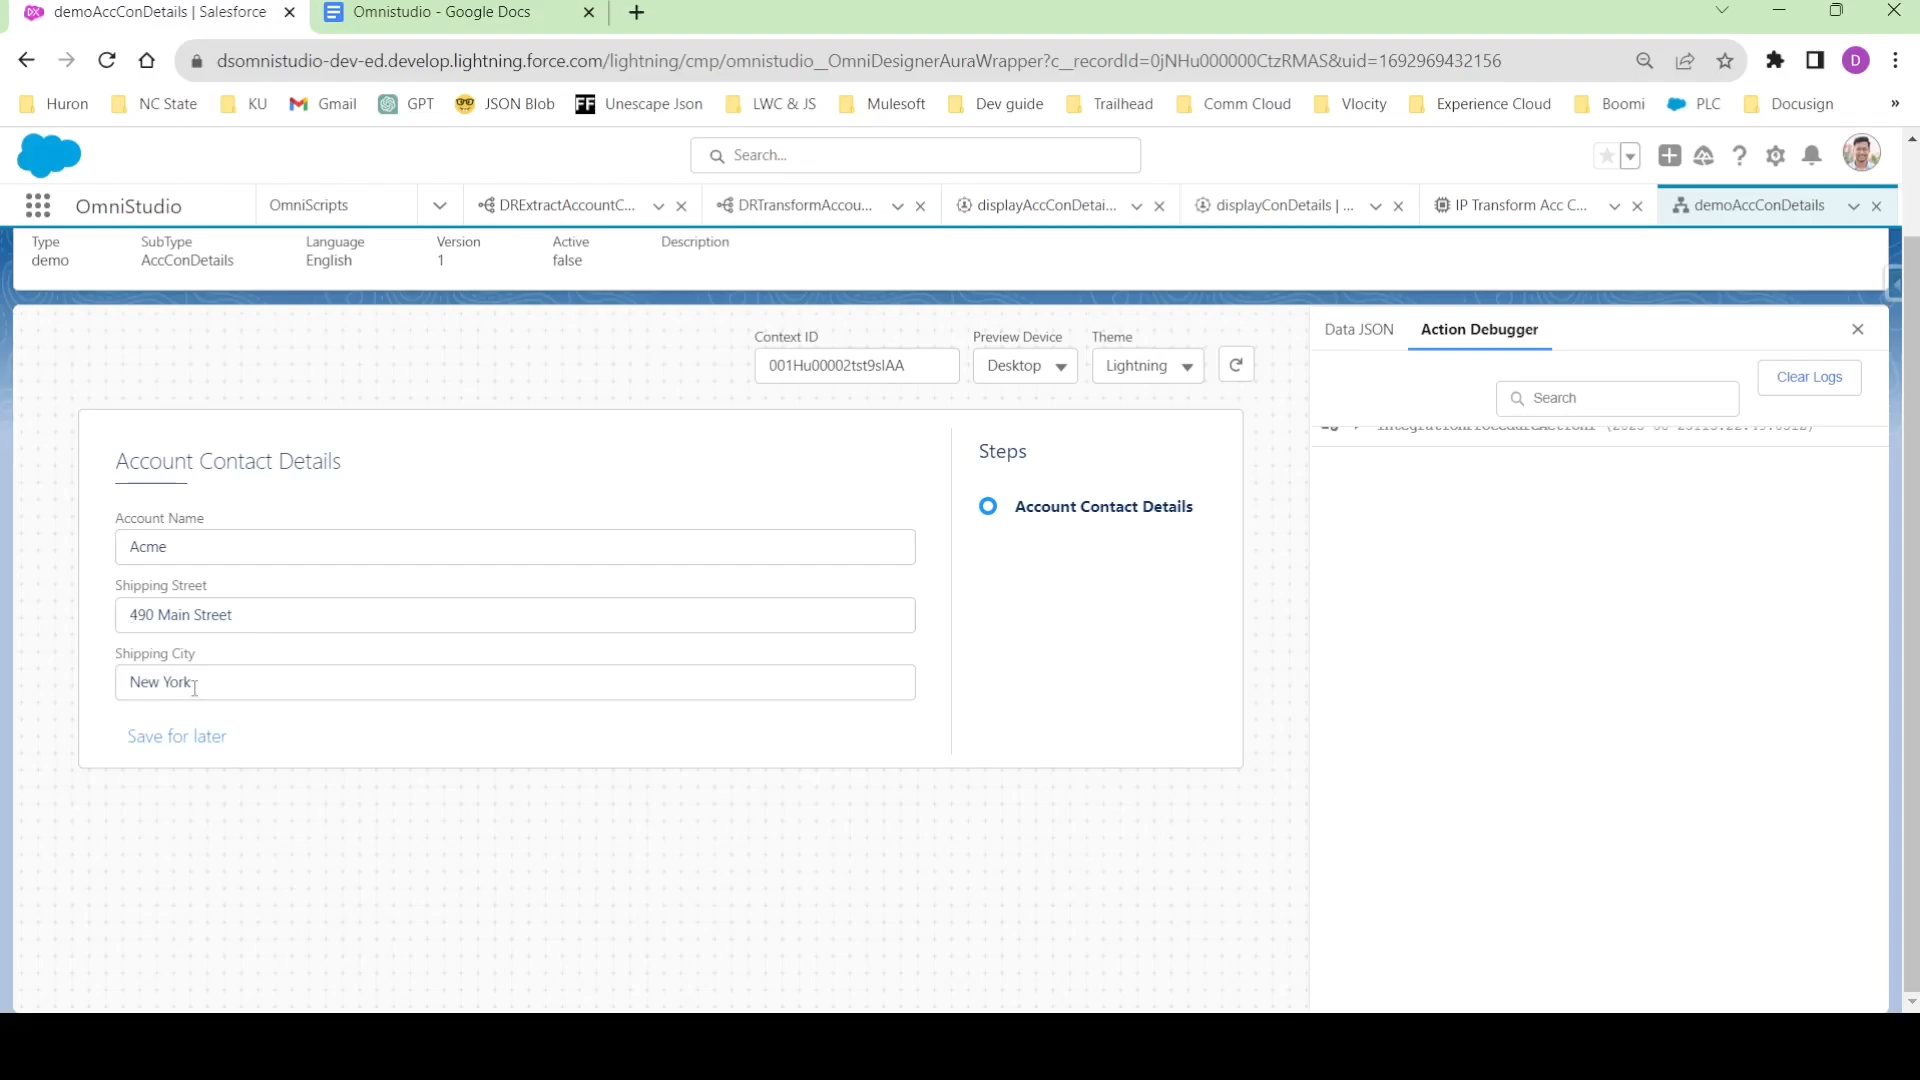 demoAccConDetails | Salesforce
Omnistudio - Google Docs
dsomnistudio-dev-ed.develop.lightning.force.com/lightning/cmp/omnistudio__OmniDesignerAuraWrapper?c__recordId=0jNHu000000CtzRMAS&uid=1692969432156
D
Huron NC State KU Gmail GPT JSON Blob FF Unescape Json LWC & JS Mulesoft Dev guide Trailhead Comm Cloud Vlocity Experience Cloud Boomi PLC Docusign »
Search...
OmniStudio OmniScripts DRExtractAccountC... DRTransformAccou... displayAccConDetai... displayConDetails | ... IP Transform Acc C... demoAccConDetails
Type SubType Language Version Active Description
demo AccConDetails English 1 false
Data JSON Action Debugger
Context ID Preview Device Theme
001Hu00002tst9sIAA Desktop Lightning
Clear Logs
Search
Account Contact Details
Steps
Account Contact Details
Account Name
Acme
Shipping Street
490 Main Street
Shipping City
New York
Save for later